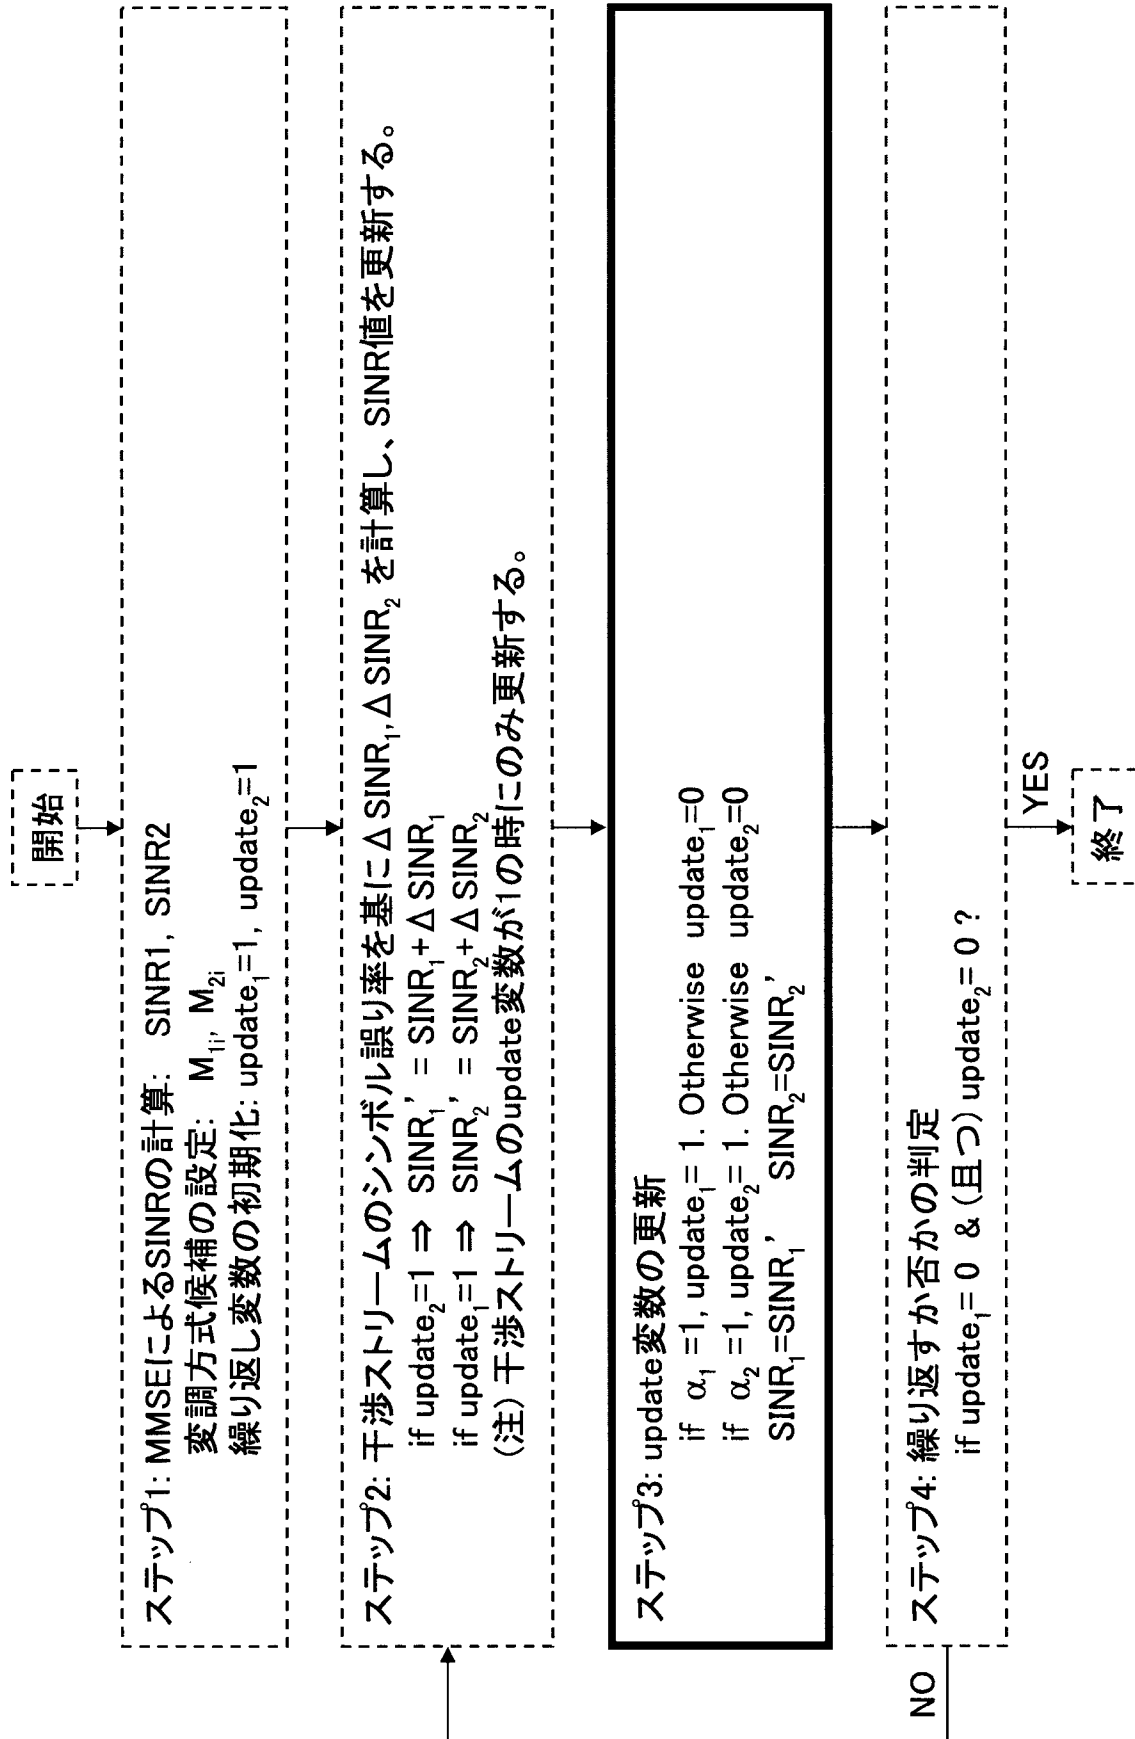 開始
ステップ1: MMSEによるSINRの計算: SINR1, SINR2
変調方式候補の設定: M₁ᵢ, M₂ᵢ
繰り返し変数の初期化: update₁=1, update₂=1
ステップ2: 干渉ストリームのシンボル誤り率を基にΔSINR₁,ΔSINR₂ を計算し、SINR値を更新する。
if update₂=1 ⇒ SINR₁' = SINR₁+ΔSINR₁
if update₁=1 ⇒ SINR₂' = SINR₂+ΔSINR₂
(注) 干渉ストリームのupdate変数が1の時にのみ更新する。
ステップ3: update変数の更新
if α₁=1, update₁=1. Otherwise update₁=0
if α₂=1, update₂=1. Otherwise update₂=0
SINR₁=SINR₁' SINR₂=SINR₂'
ステップ4: 繰り返すか否かの判定
if update₁=0 & (且つ) update₂=0 ?
NO
YES
終了